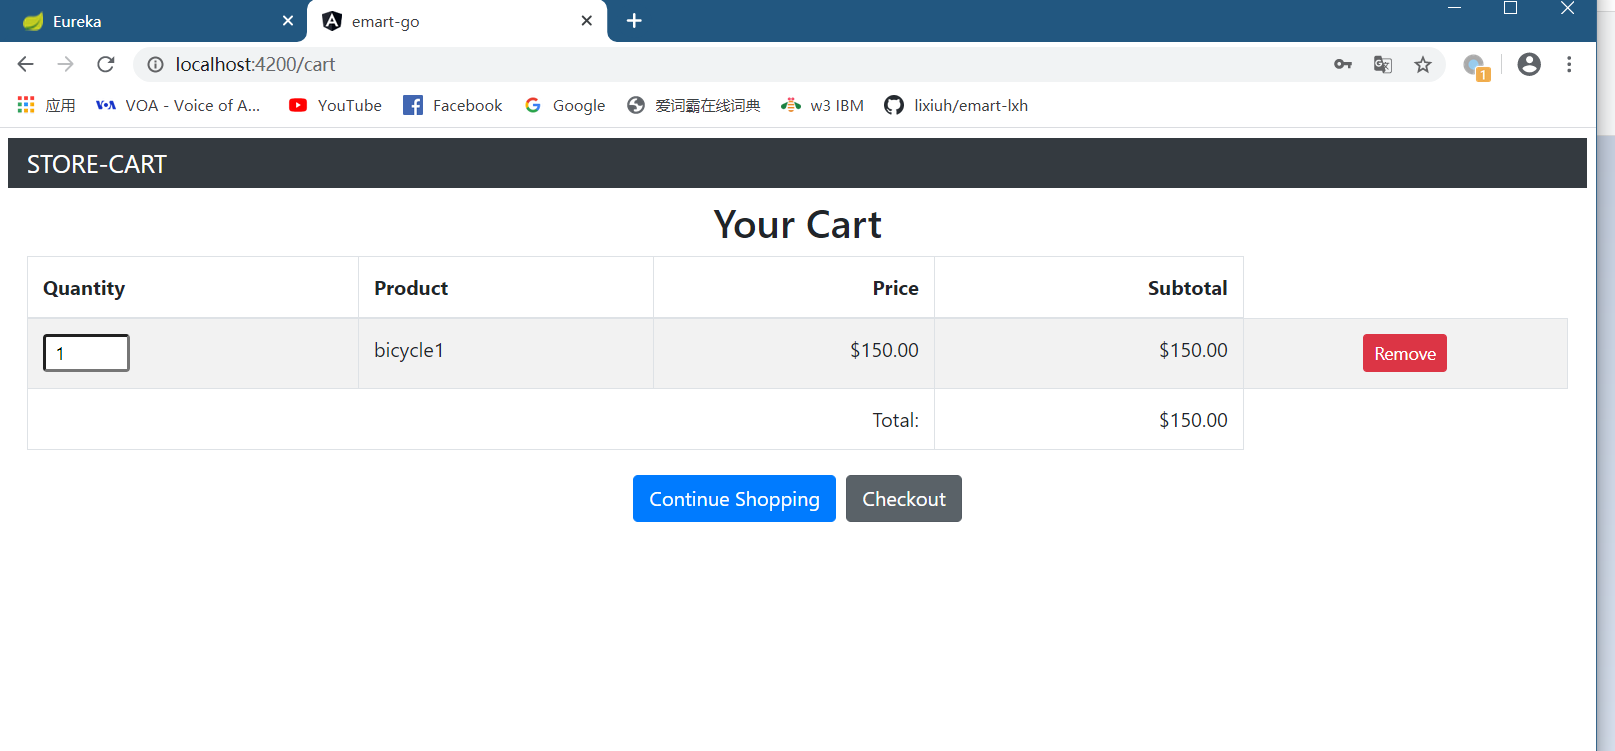 Eureka
emart-go
localhost:4200/cart
1
应用 VOA VOA - Voice of A... YouTube Facebook Google 爱词霸在线词典 w3 IBM lixiuh/emart-lxh
STORE-CART
Your Cart
Quantity Product Price Subtotal
1 bicycle1 $150.00 $150.00 Remove
Total: $150.00
Continue Shopping Checkout